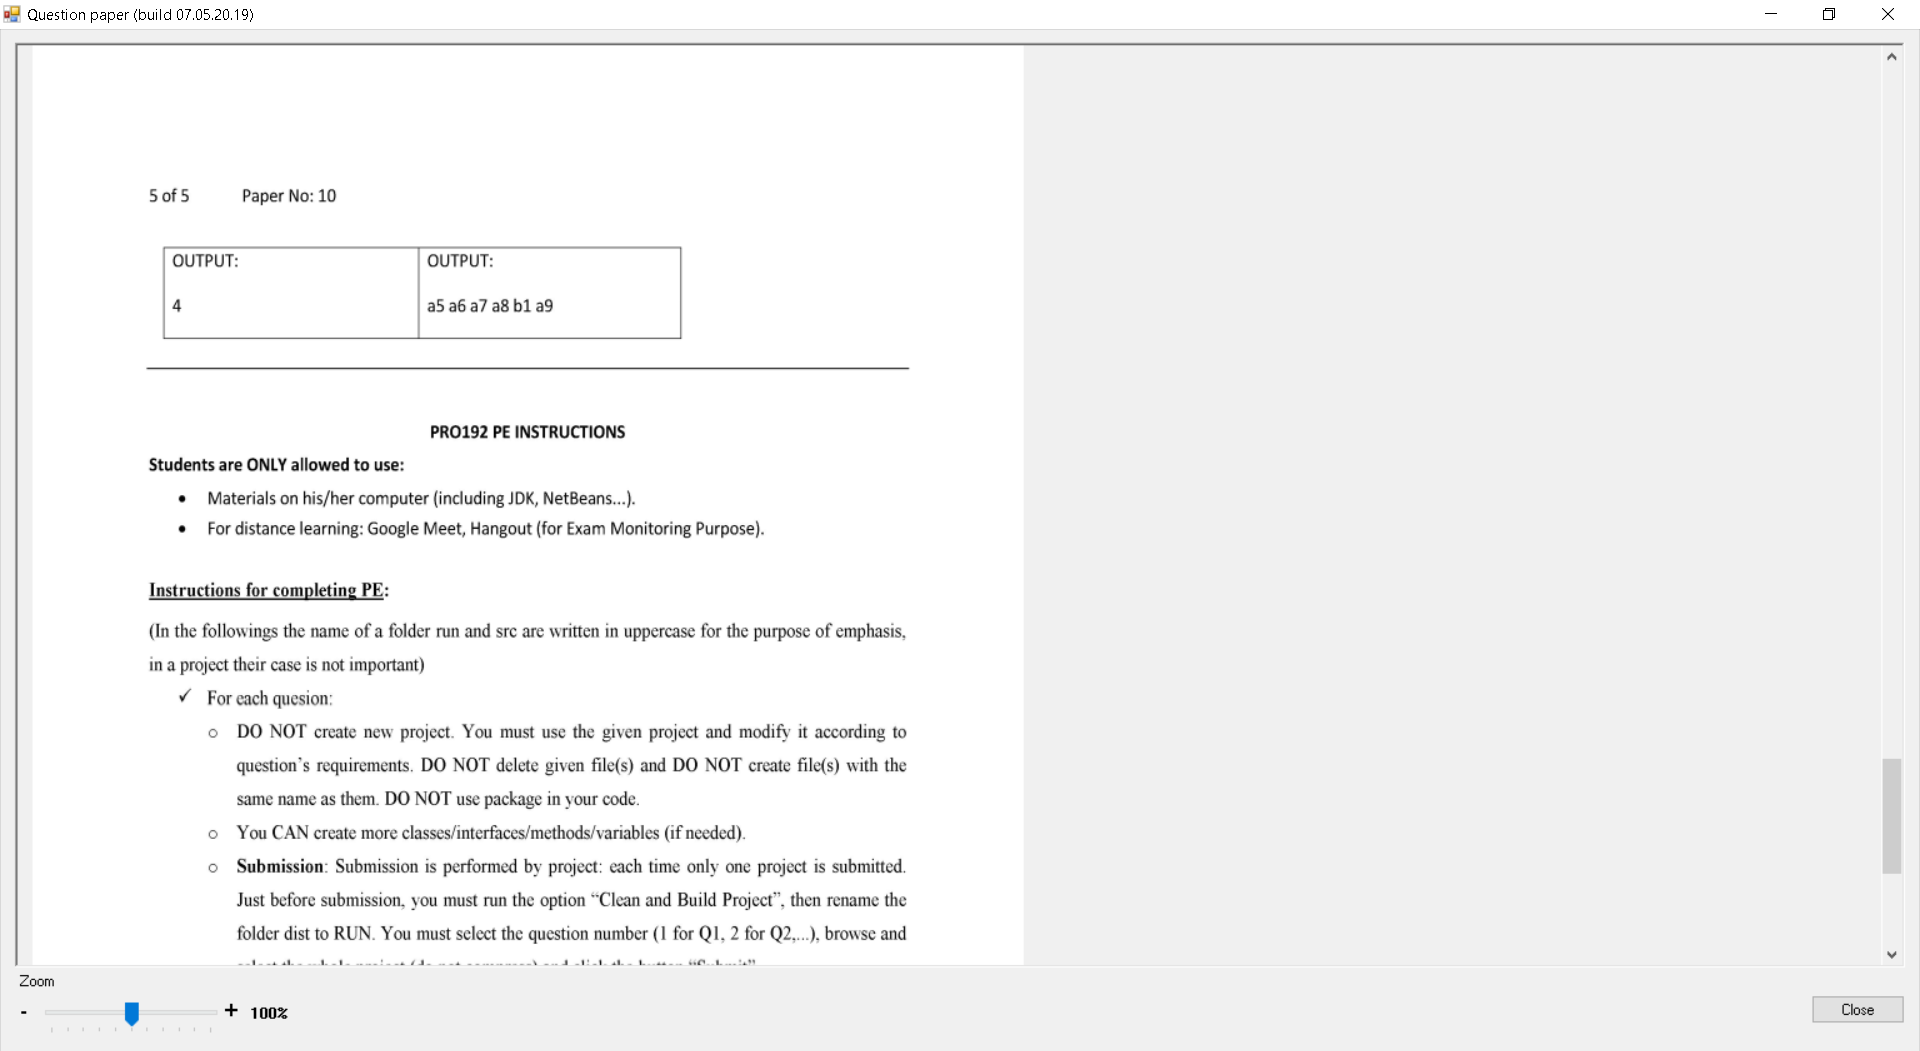 Question paper (build 07.05.20.19)
5 of 5 Paper No: 10
OUTPUT: OUTPUT:
4 a5 a6 a7 a8 b1 a9
PRO192 PE INSTRUCTIONS
Students are ONLY allowed to use:
• Materials on his/her computer (including JDK, NetBeans...).
• For distance learning: Google Meet, Hangout (for Exam Monitoring Purpose).
Instructions for completing PE:
(In the followings the name of a folder run and src are written in uppercase for the purpose of emphasis,
in a project their case is not important)
✓ For each quesion:
o DO NOT create new project. You must use the given project and modify it according to
question's requirements. DO NOT delete given file(s) and DO NOT create file(s) with the
same name as them. DO NOT use package in your code.
o You CAN create more classes/interfaces/methods/variables (if needed).
o Submission: Submission is performed by project: each time only one project is submitted.
Just before submission, you must run the option “Clean and Build Project”, then rename the
folder dist to RUN. You must select the question number (1 for Q1, 2 for Q2,...), browse and
Zoom
- + 100%
Close